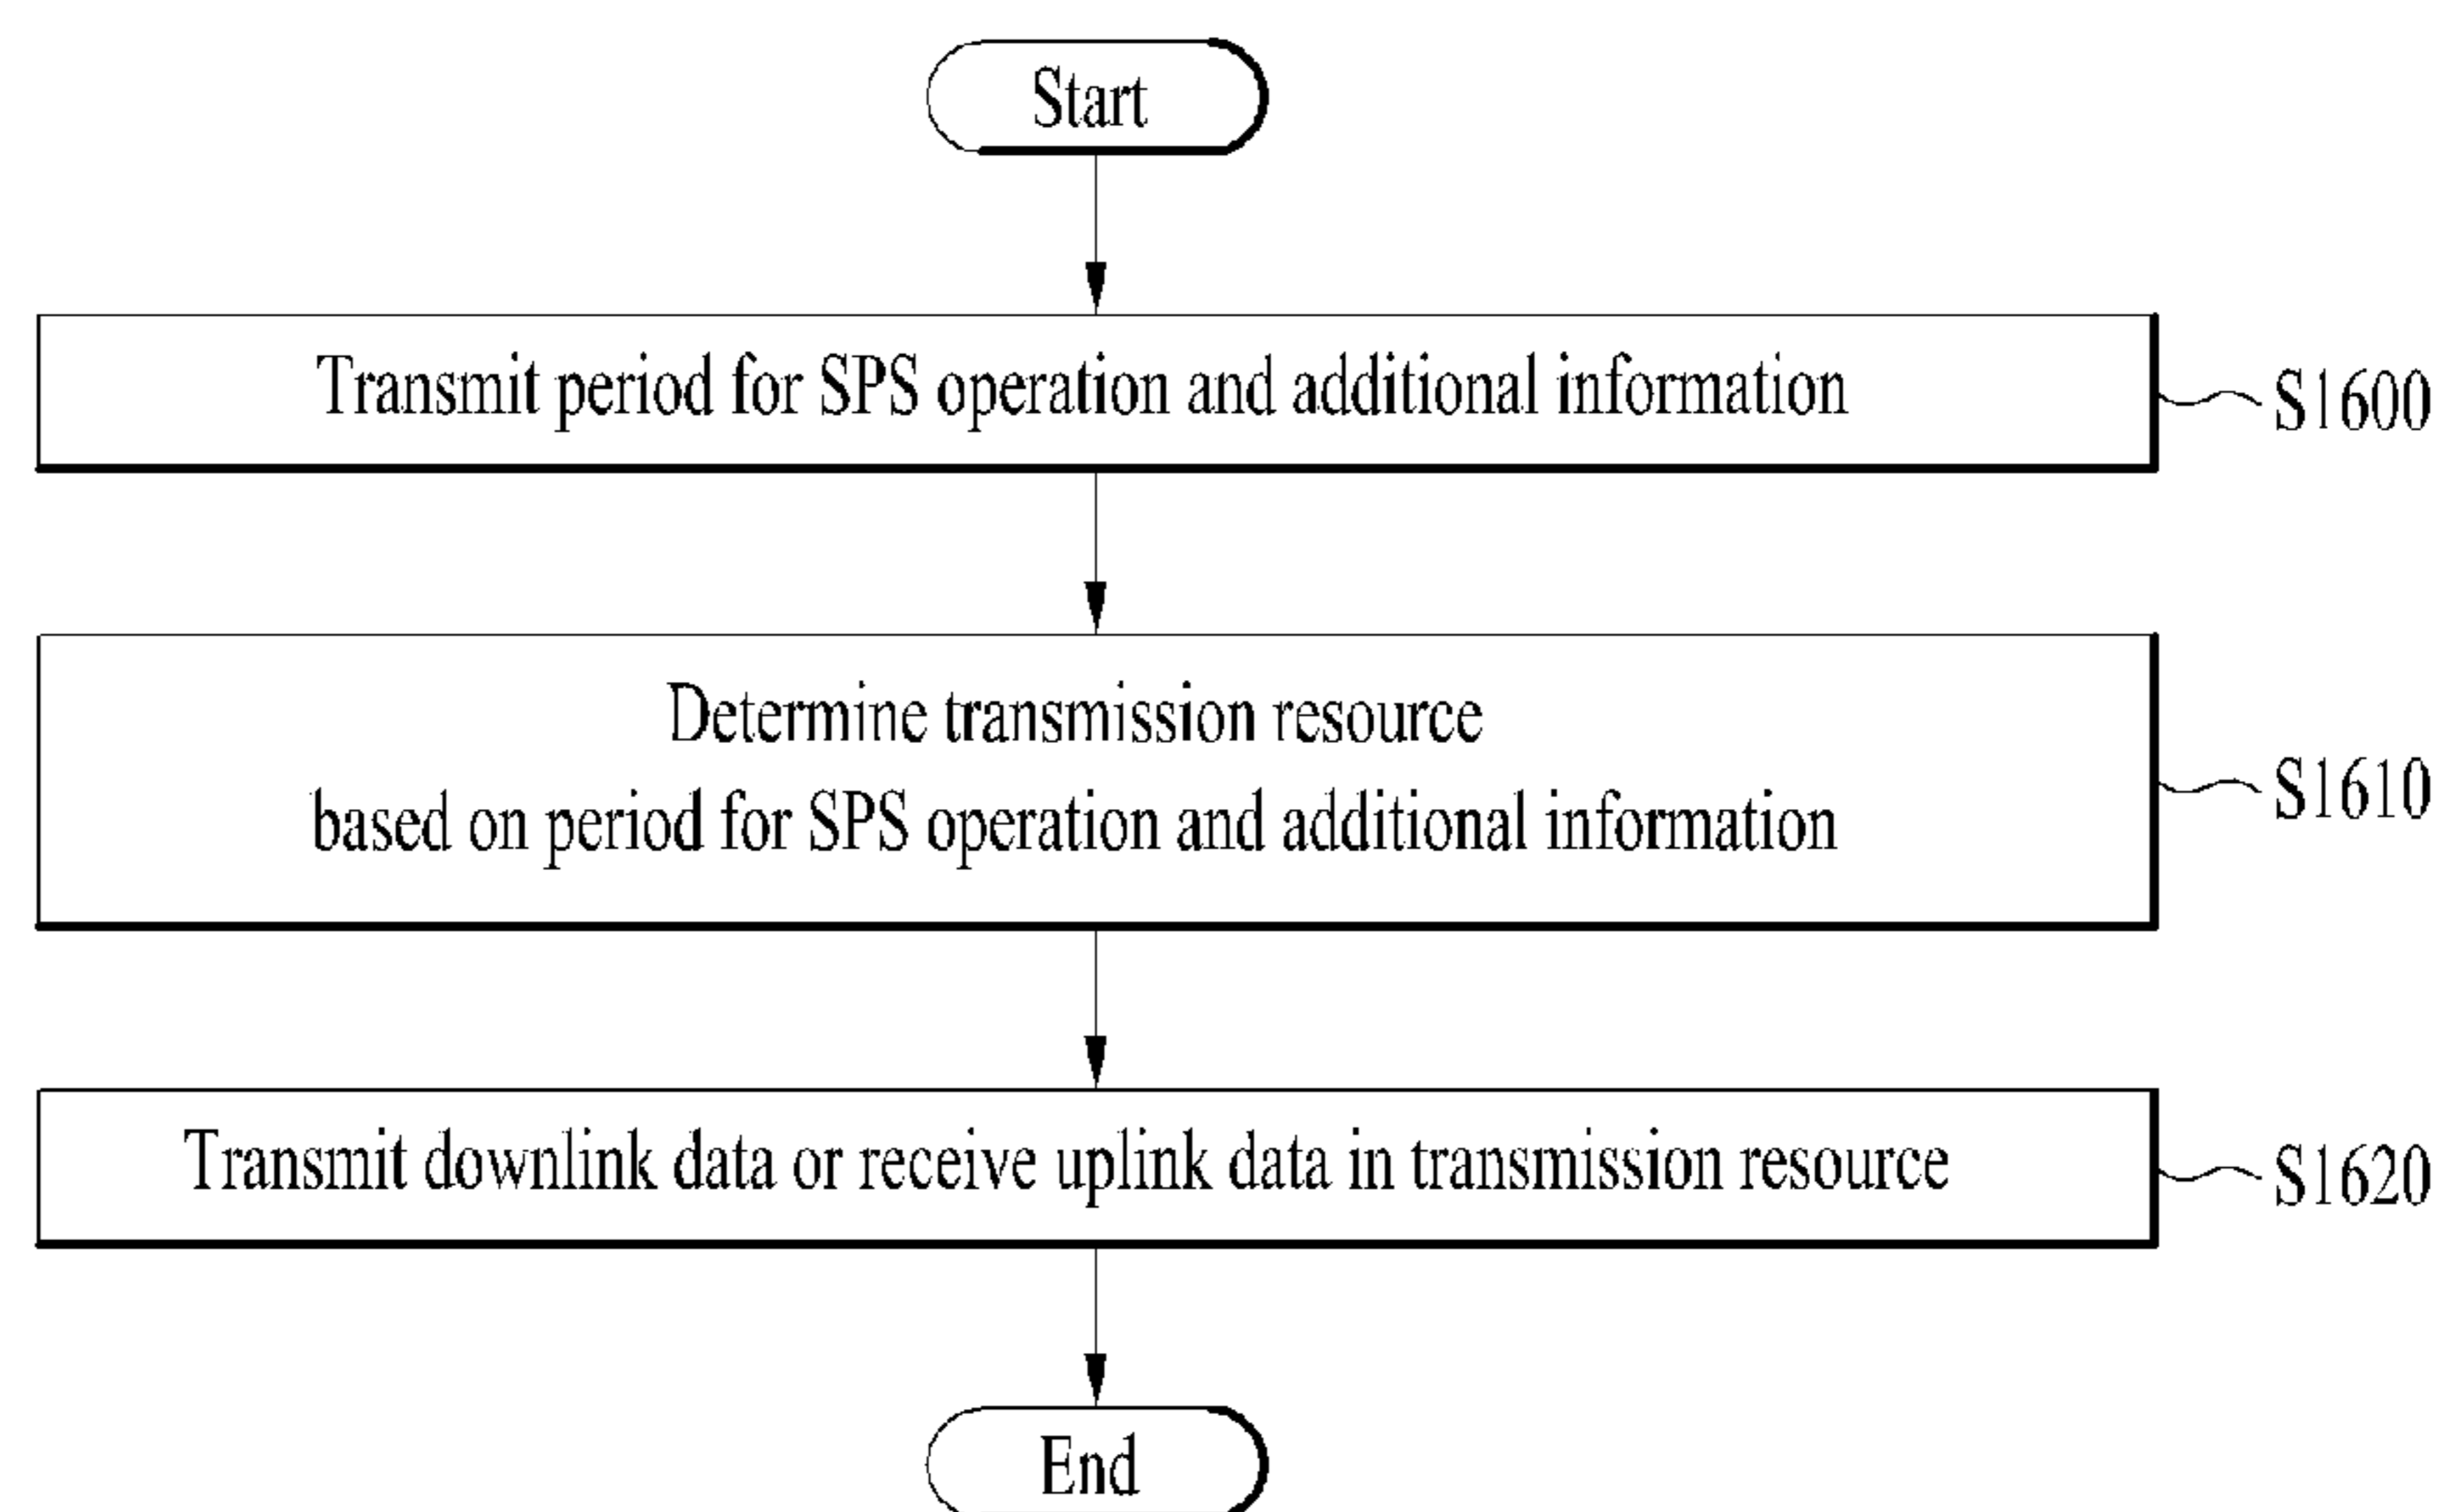 Start
Transmit period for SPS operation and additional information
S1600
Determine transmission resource
based on period for SPS operation and additional information
S1610
Transmit downlink data or receive uplink data in transmission resource
S1620
End